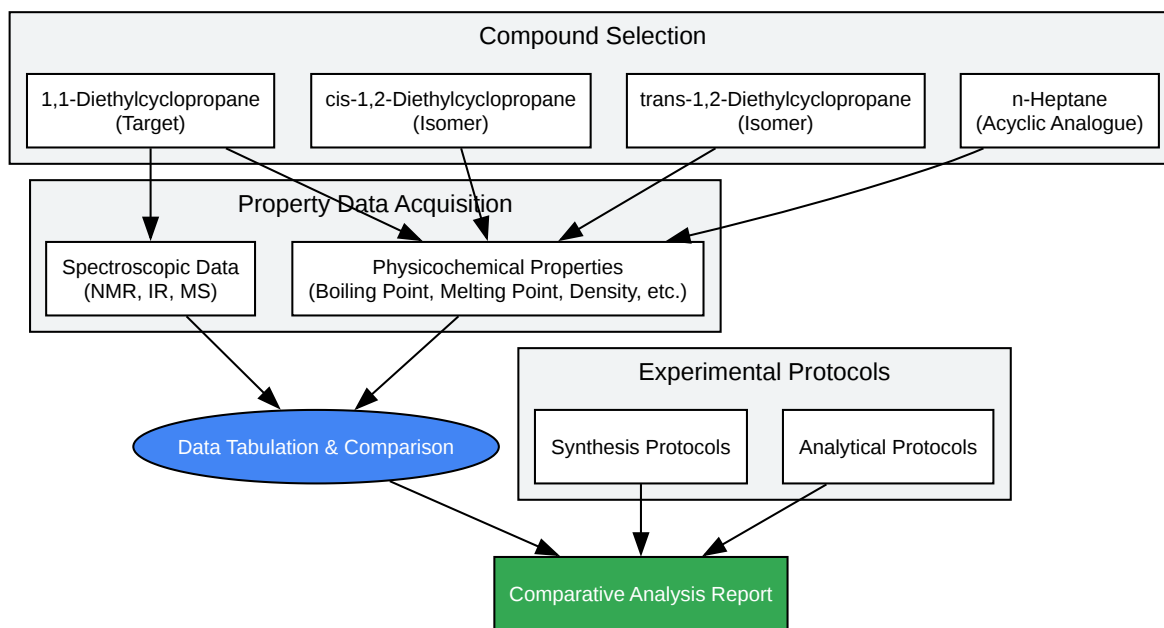 Compound Selection
1,1-Diethylcyclopropane
(Target)
cis-1,2-Diethylcyclopropane
(Isomer)
trans-1,2-Diethylcyclopropane
(Isomer)
n-Heptane
(Acyclic Analogue)
Property Data Acquisition
Spectroscopic Data
(NMR, IR, MS)
Physicochemical Properties
(Boiling Point, Melting Point, Density, etc.)
Experimental Protocols
Data Tabulation & Comparison
Synthesis Protocols
Analytical Protocols
Comparative Analysis Report